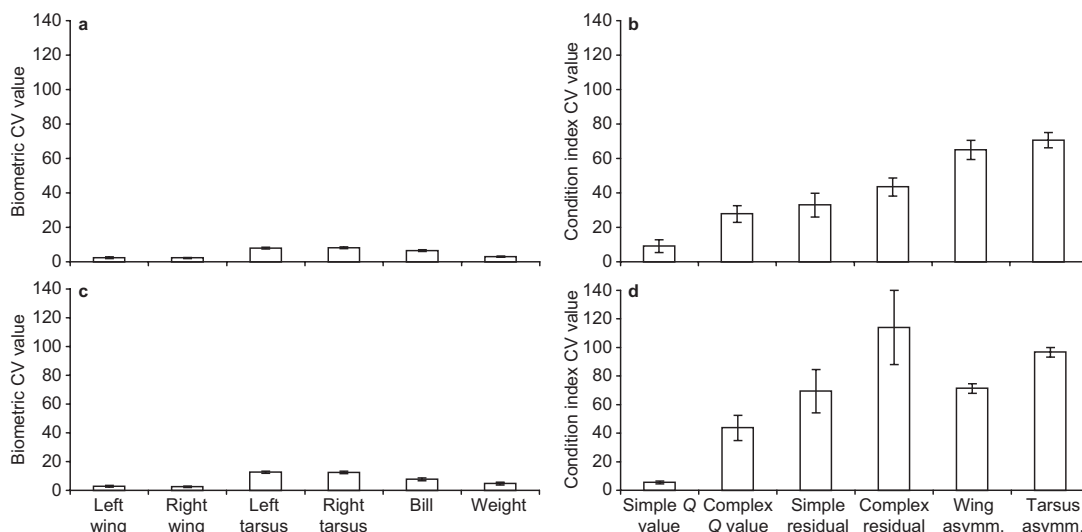 a
Biometric CV value
140
120
100
80
60
40
20
0
b
Condition index CV value
140
120
100
80
60
40
20
0
c
Biometric CV value
140
120
100
80
60
40
20
0
Left
wing
Right
wing
Left
tarsus
Right
tarsus
Bill
Weight
d
Condition index CV value
140
120
100
80
60
40
20
0
Simple Q
value
Complex
Q value
Simple
residual
Complex
residual
Wing
asymm.
Tarsus
asymm.